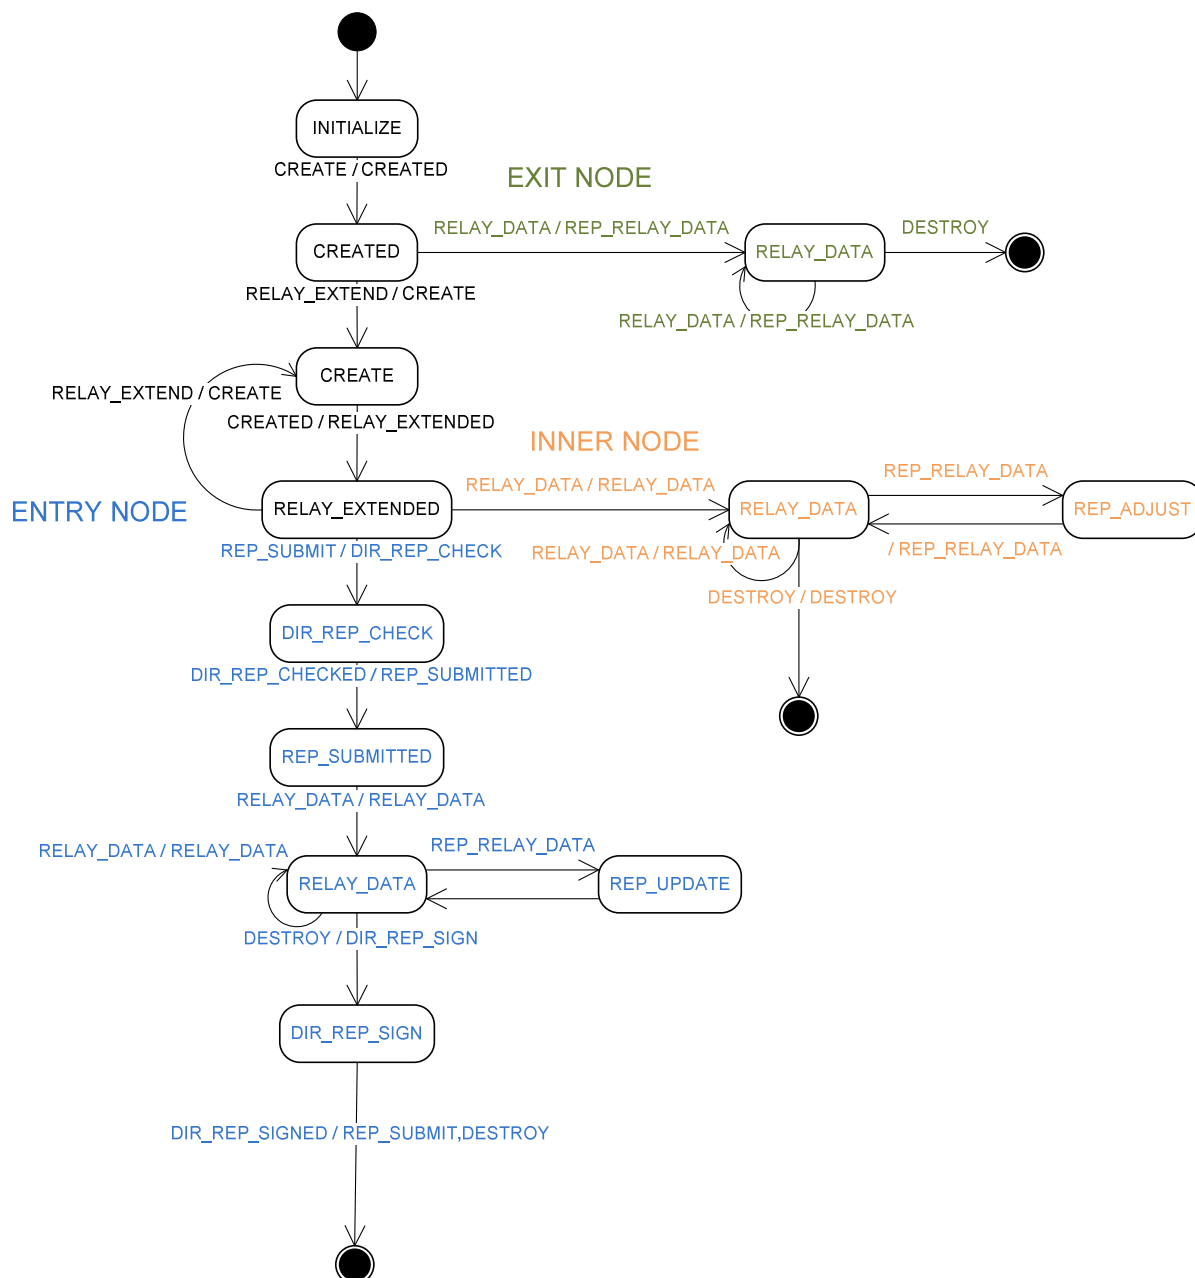 INITIALIZE
CREATE / CREATED
EXIT NODE
RELAY_DATA / REP_RELAY_DATA
DESTROY
CREATED
RELAY_DATA
RELAY_EXTEND / CREATE
RELAY_DATA / REP_RELAY_DATA
CREATE
RELAY_EXTEND / CREATE
CREATED / RELAY_EXTENDED
INNER NODE
REP_RELAY_DATA
RELAY_DATA / RELAY_DATA
ENTRY NODE
RELAY_EXTENDED
RELAY_DATA
REP_ADJUST
REP_SUBMIT / DIR_REP_CHECK
RELAY_DATA / RELAY_DATA
/ REP_RELAY_DATA
DESTROY / DESTROY
DIR_REP_CHECK
DIR_REP_CHECKED / REP_SUBMITTED
REP_SUBMITTED
RELAY_DATA / RELAY_DATA
RELAY_DATA / RELAY_DATA
REP_RELAY_DATA
RELAY_DATA
REP_UPDATE
DESTROY / DIR_REP_SIGN
DIR_REP_SIGN
DIR_REP_SIGNED / REP_SUBMIT,DESTROY